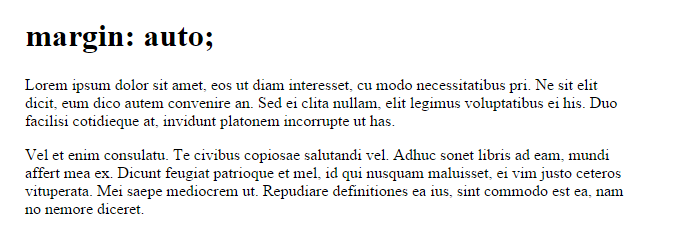 margin: auto;
Lorem ipsum dolor sit amet, eos ut diam interesset, cu modo necessitatibus pri. Ne sit elit
dicit, eum dico autem convenire an. Sed ei clita nullam, elit legimus voluptatibus ei his. Duo
facilisi cotidieque at, invidunt platonem incorrupte ut has.
Vel et enim consulatu. Te civibus copiosae salutandi vel. Adhuc sonet libris ad eam, mundi
affert mea ex. Dicunt feugiat patrioque et mel, id qui nusquam maluisset, ei vim justo ceteros
vituperata. Mei saepe mediocrem ut. Repudiare definitiones ea ius, sint commodo est ea, nam
no nemore diceret.